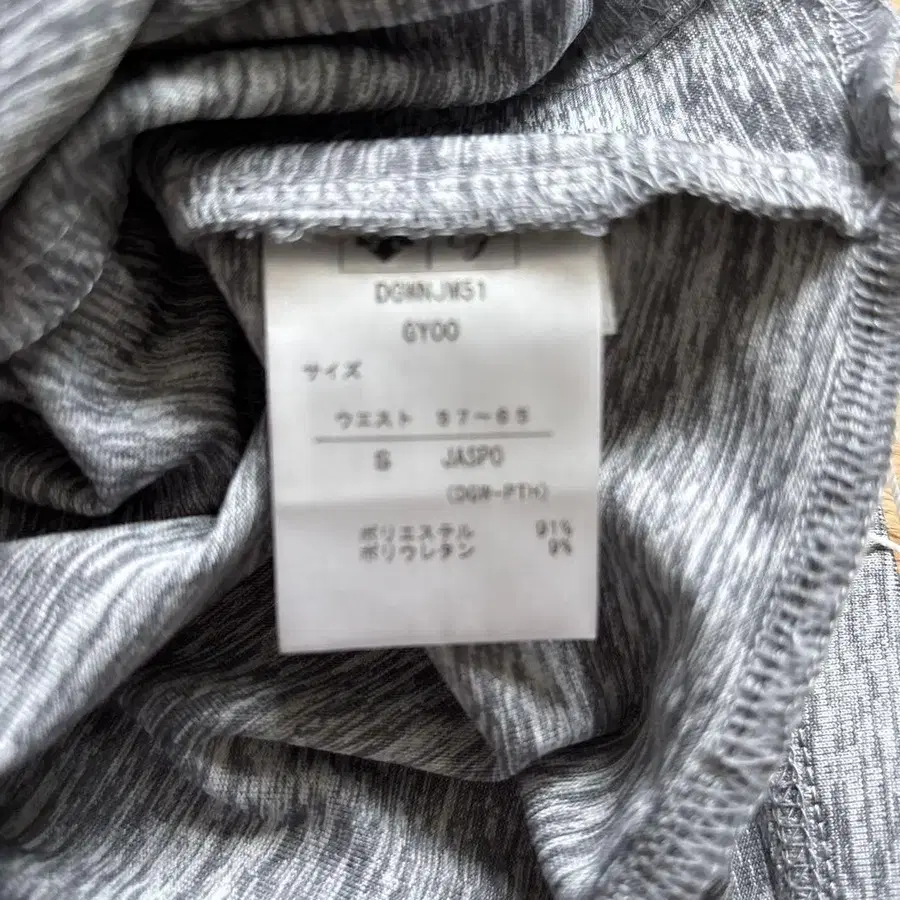 DGMNJM51
GY00
サイズ
ウエスト 57～65
S JASPO
(DGM-PTH)
ポリエステル 91%
ポリウレタン 9%